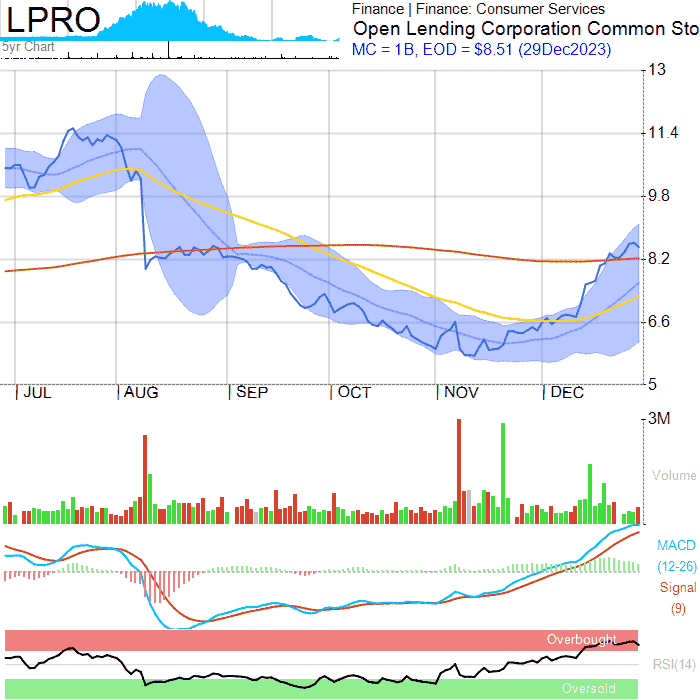 LPRO
5yr Chart
Finance | Finance: Consumer Services
Open Lending Corporation Common Sto
MC = 1B, EOD = $8.51 (29Dec2023)
13
11.4
9.8
8.2
6.6
5
JUL AUG SEP OCT NOV DEC
3M
Volume
MACD
(12-26)
Signal
(9)
Overbought
RSI(14)
Oversold